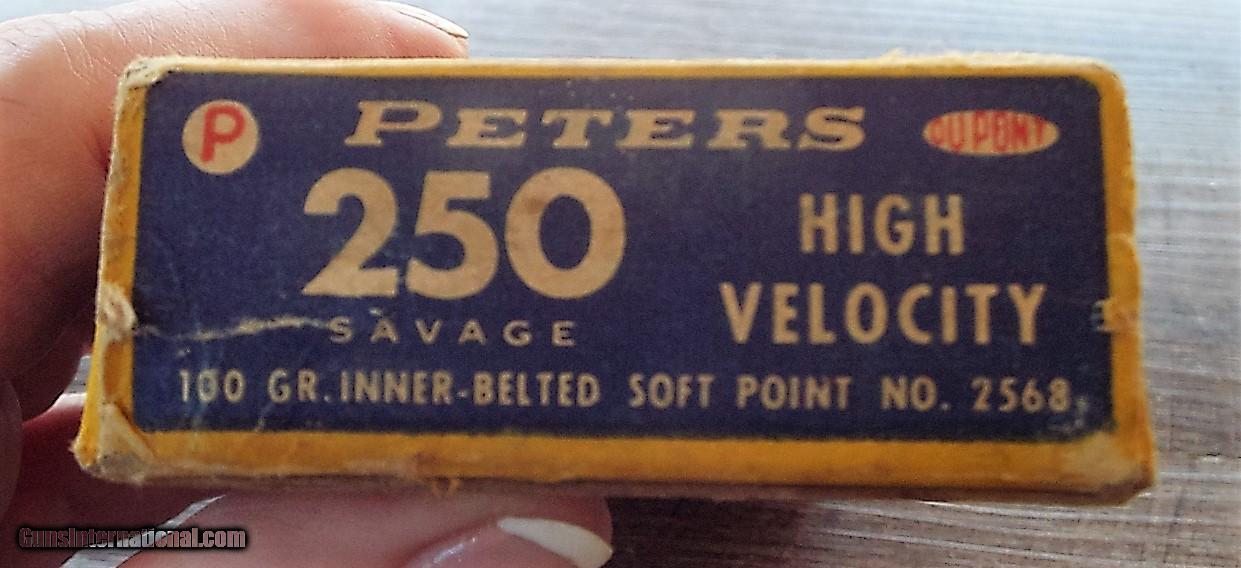 P PETERS DU PONT
250 HIGH
SAVAGE VELOCITY
100 GR. INNER-BELTED SOFT POINT NO. 2568
GunsInternational.com